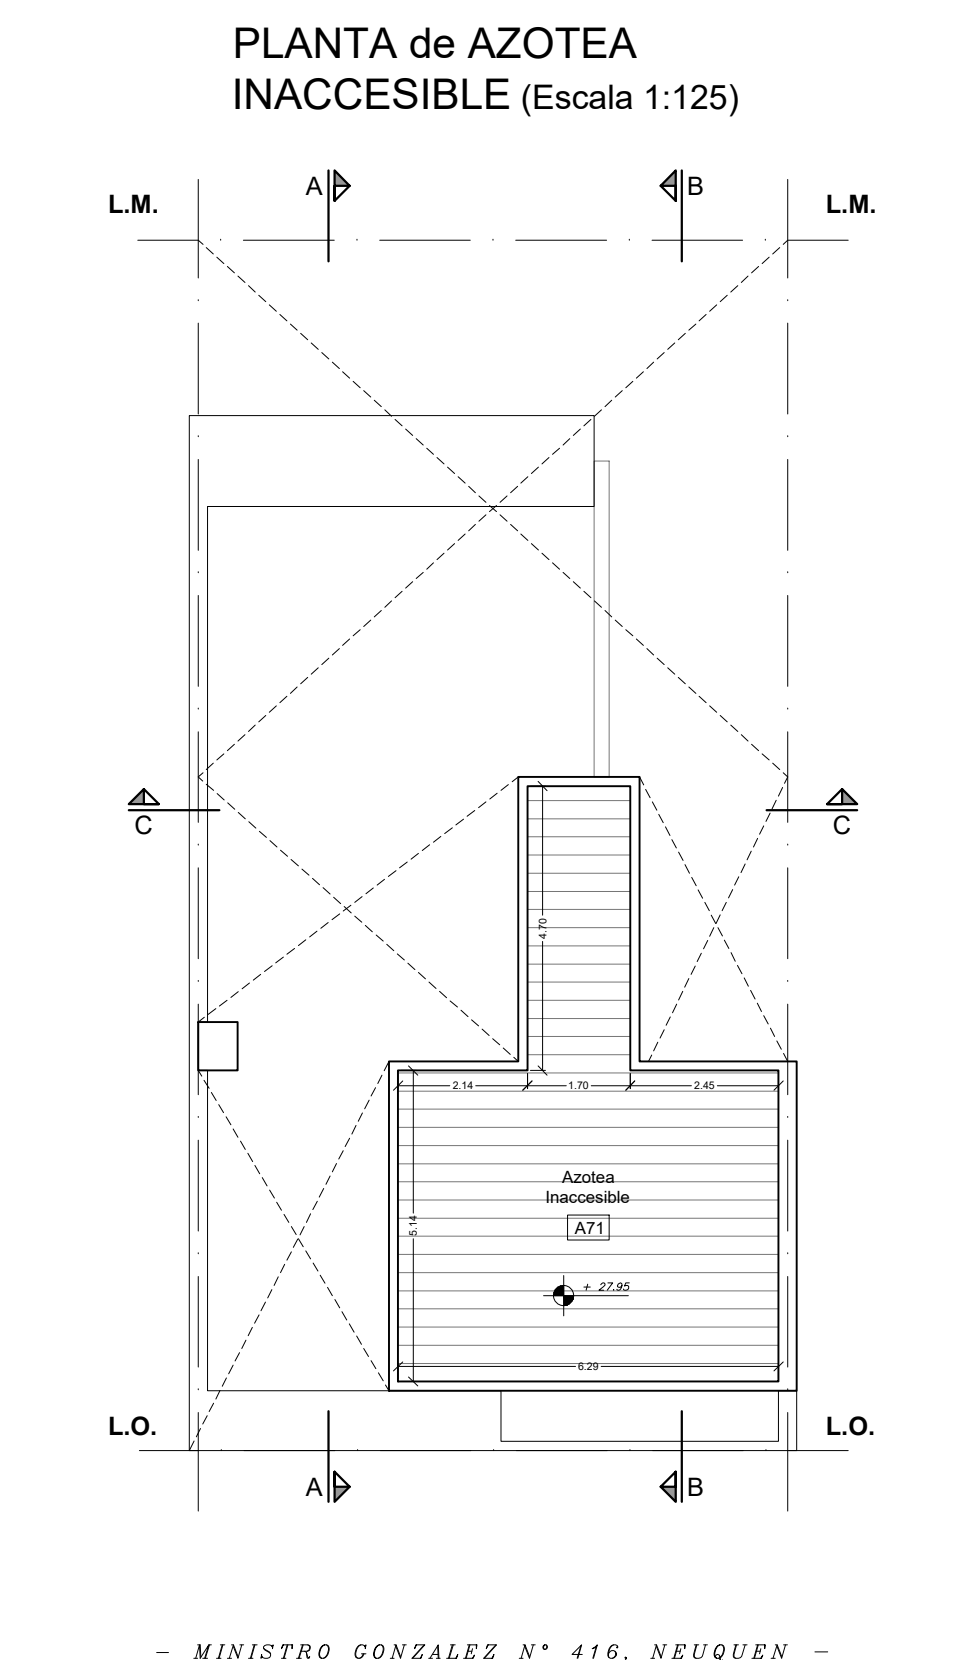 PLANTA de AZOTEA
INACCESIBLE (Escala 1:125)
A
B
L.M.
L.M.
C
C
4.70
2.14
1.70
2.45
Azotea
Inaccesible
A71
5.14
+ 27.95
6.29
L.O.
L.O.
A
B
- MINISTRO GONZALEZ N° 416, NEUQUEN -